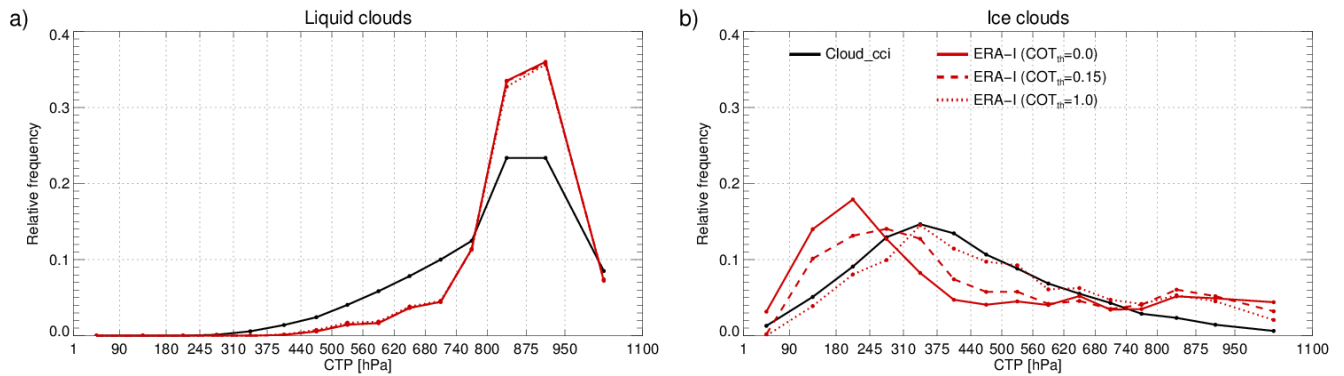 a)
Liquid clouds
0.4
0.3
0.2
0.1
0.0
Relative frequency
1 90 180 245 310 375 440 500 560 620 680 740 800 875 950 1100
CTP [hPa]
b)
Ice clouds
Cloud_cci
ERA−I (COTth=0.0)
ERA−I (COTth=0.15)
ERA−I (COTth=1.0)
0.4
0.3
0.2
0.1
0.0
Relative frequency
1 90 180 245 310 375 440 500 560 620 680 740 800 875 950 1100
CTP [hPa]